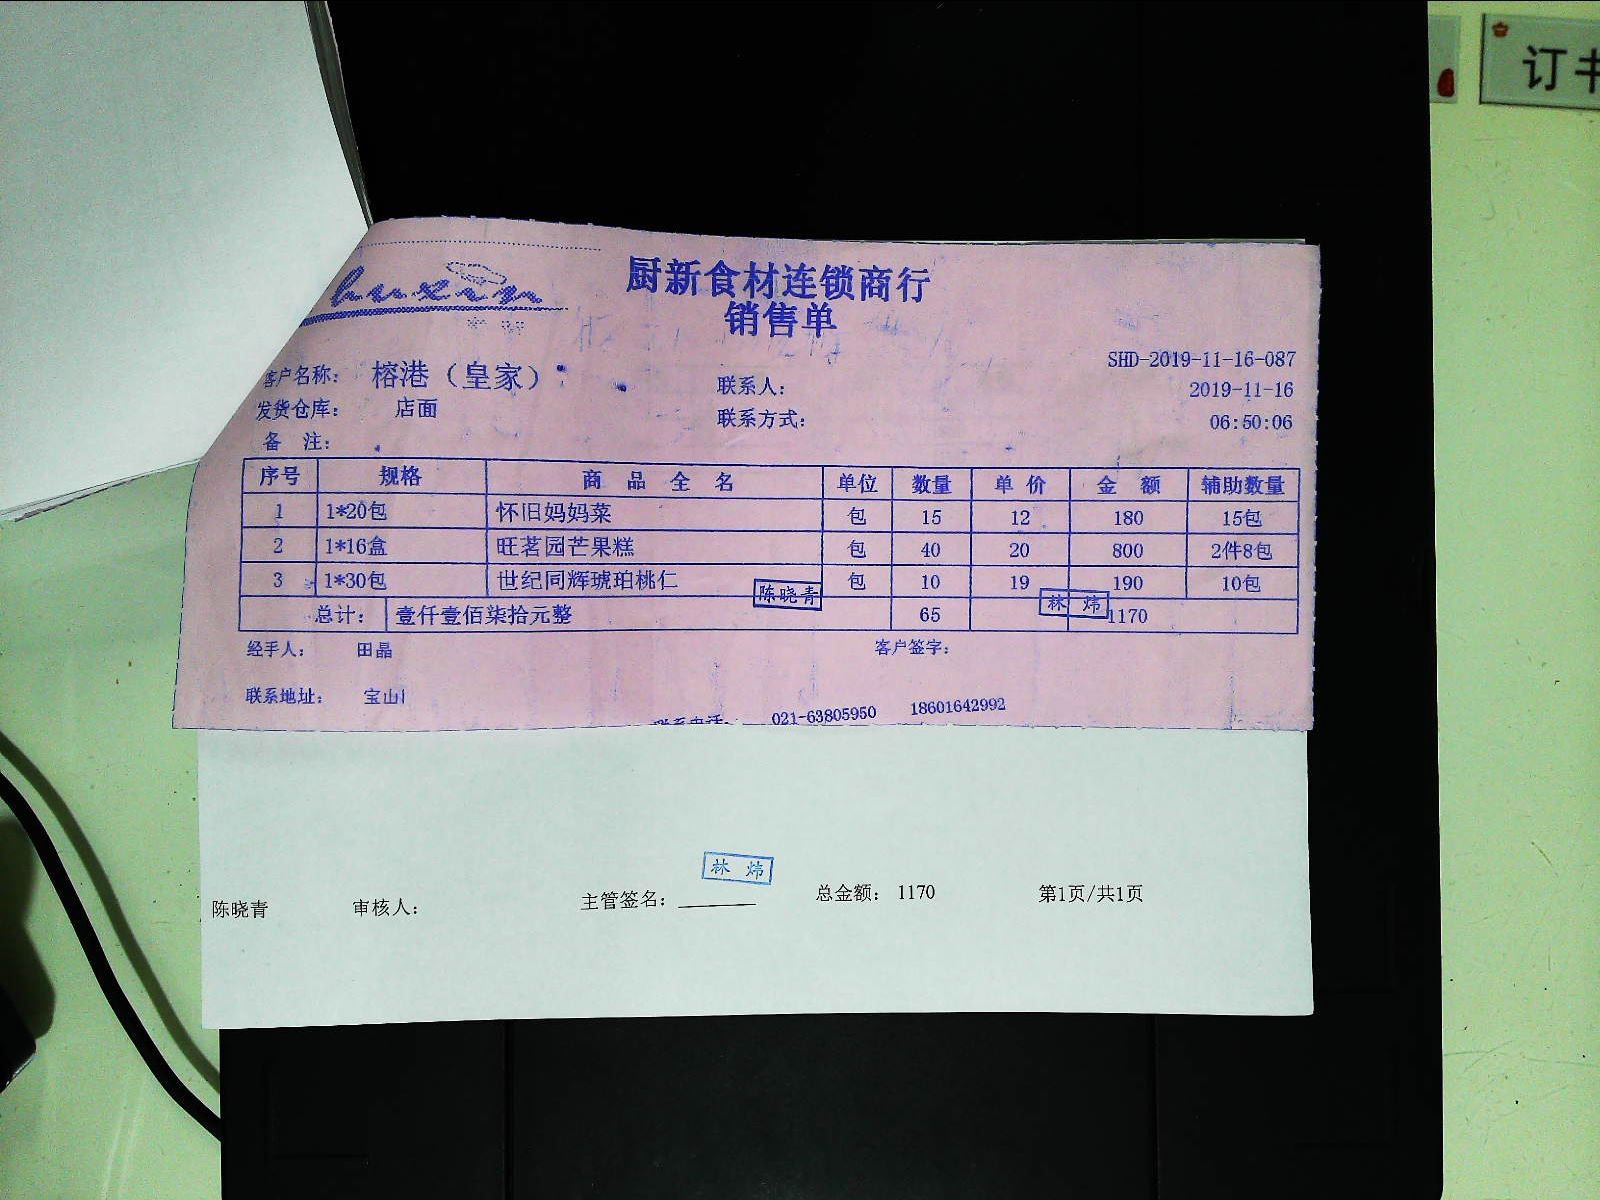 订书
huxin
厨新食材连锁商行
销售单
SHD-2019-11-16-087
客户名称： 榕港（皇家） 联系人： 2019-11-16
发货仓库： 店面 联系方式： 06:50:06
备 注：
序号 规格 商 品 全 名 单位 数量 单 价 金 额 辅助数量
1 1*20包 怀旧妈妈菜 包 15 12 180 15包
2 1*16盒 旺茗园芒果糕 包 40 20 800 2件8包
3 1*30包 世纪同辉琥珀桃仁 包 10 19 190 10包
陈晓青 林 炜
总计： 壹仟壹佰柒拾元整 65 1170
经手人： 田晶 客户签字：
联系地址： 宝山
联系电话： 021-63805950 18601642992
林 炜
陈晓青 审核人： 主管签名： 总金额： 1170 第1页/共1页